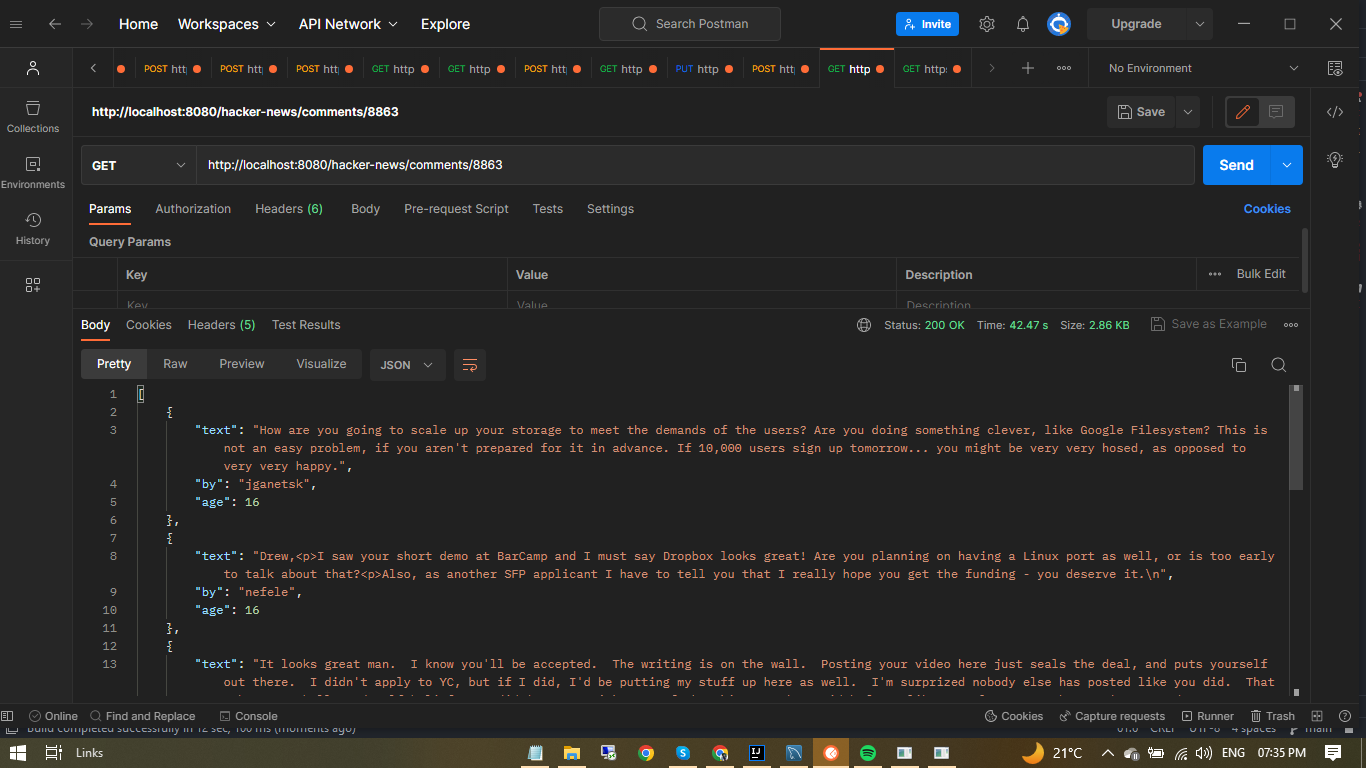 Home Workspaces API Network Explore Search Postman Invite Upgrade
POST htt POST htt POST htt GET http GET http POST htt GET http PUT http POST htt GET http GET http: No Environment
http://localhost:8080/hacker-news/comments/8863 Save
Collections
GET http://localhost:8080/hacker-news/comments/8863 Send
Environments
Params Authorization Headers (6) Body Pre-request Script Tests Settings Cookies
History
Query Params
Key Value Description ••• Bulk Edit
Key Value Description
Body Cookies Headers (5) Test Results Status: 200 OK Time: 42.47 s Size: 2.86 KB Save as Example
Pretty Raw Preview Visualize JSON
1 [
2 {
3 "text": "How are you going to scale up your storage to meet the demands of the users? Are you doing something clever, like Google Filesystem? This is
not an easy problem, if you aren't prepared for it in advance. If 10,000 users sign up tomorrow... you might be very very hosed, as opposed to
very very happy.",
4 "by": "jganetsk",
5 "age": 16
6 },
7 {
8 "text": "Drew,<p>I saw your short demo at BarCamp and I must say Dropbox looks great! Are you planning on having a Linux port as well, or is too early
to talk about that?<p>Also, as another SFP applicant I have to tell you that I really hope you get the funding - you deserve it.\n",
9 "by": "nefele",
10 "age": 16
11 },
12 {
13 "text": "It looks great man.  I know you'll be accepted.  The writing is on the wall.  Posting your video here just seals the deal, and puts yourself
out there.  I didn't apply to YC, but if I did, I'd be putting my stuff up here as well.  I'm surprized nobody else has posted like you did.  That
Online Find and Replace Console Cookies Capture requests Runner Trash
Build completed successfully in 12 sec, 100 ms (moments ago) 61:6 CRLF UTF-8 4 spaces main
Links 21°C ENG 07:35 PM